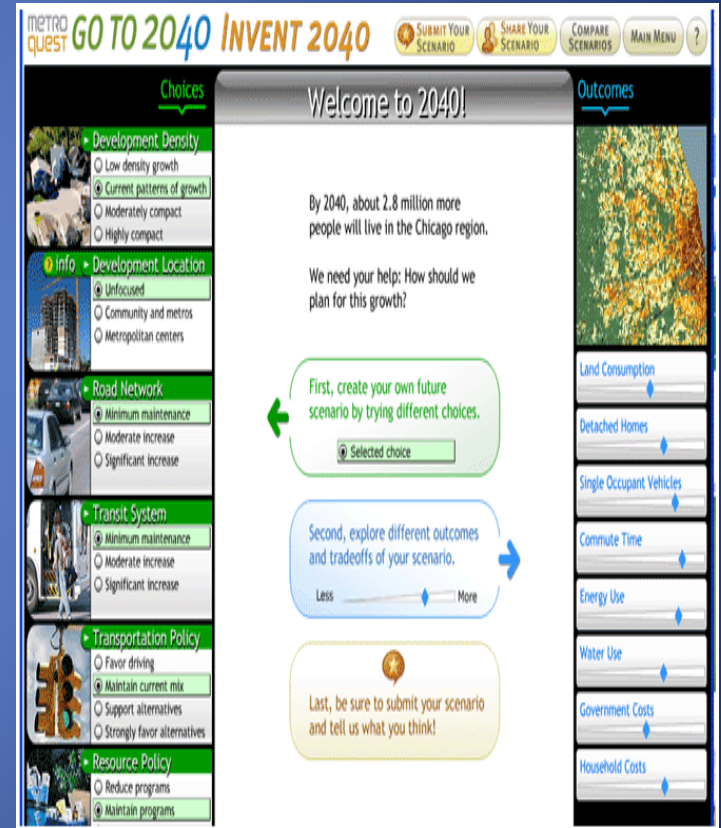 METRO QUEST GO TO 2040 INVENT 2040
SUBMIT YOUR SCENARIO
SHARE YOUR SCENARIO
COMPARE SCENARIOS
MAIN MENU
?
Choices
Development Density
Low density growth
Current patterns of growth
Moderately compact
Highly compact
info
Development Location
Unfocused
Community and metros
Metropolitan centers
Road Network
Minimum maintenance
Moderate increase
Significant increase
Transit System
Minimum maintenance
Moderate increase
Significant increase
Transportation Policy
Favor driving
Maintain current mix
Support alternatives
Strongly favor alternatives
Resource Policy
Reduce programs
Maintain programs
Welcome to 2040!
By 2040, about 2.8 million more
people will live in the Chicago region.
We need your help: How should we
plan for this growth?
First, create your own future
scenario by trying different choices.
Selected choice
Second, explore different outcomes
and tradeoffs of your scenario.
Less More
Last, be sure to submit your scenario
and tell us what you think!
Outcomes
Land Consumption
Detached Homes
Single Occupant Vehicles
Commute Time
Energy Use
Water Use
Government Costs
Household Costs